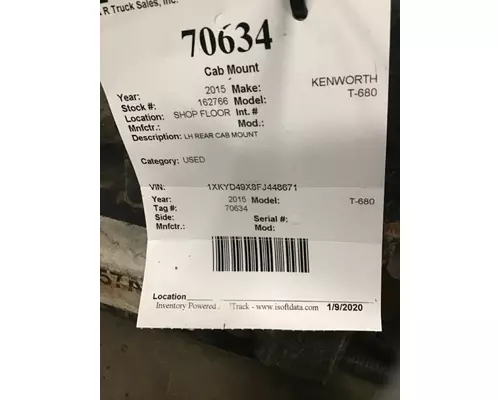 R Truck Sales, Inc.
70634
Cab Mount
Year: 2015 Make: KENWORTH
Stock #: 162766 Model: T-680
Location: SHOP FLOOR Int. #
Mnfctr.: Mod.:
Description: LH REAR CAB MOUNT
Category: USED
VIN: 1XKYD49X8FJ448671
Year: 2015 Model: T-680
Tag #: 70634
Side: Serial #:
Mnfctr.: Mod:
Location
Inventory Powered Track - www.isoftdata.com 1/9/2020